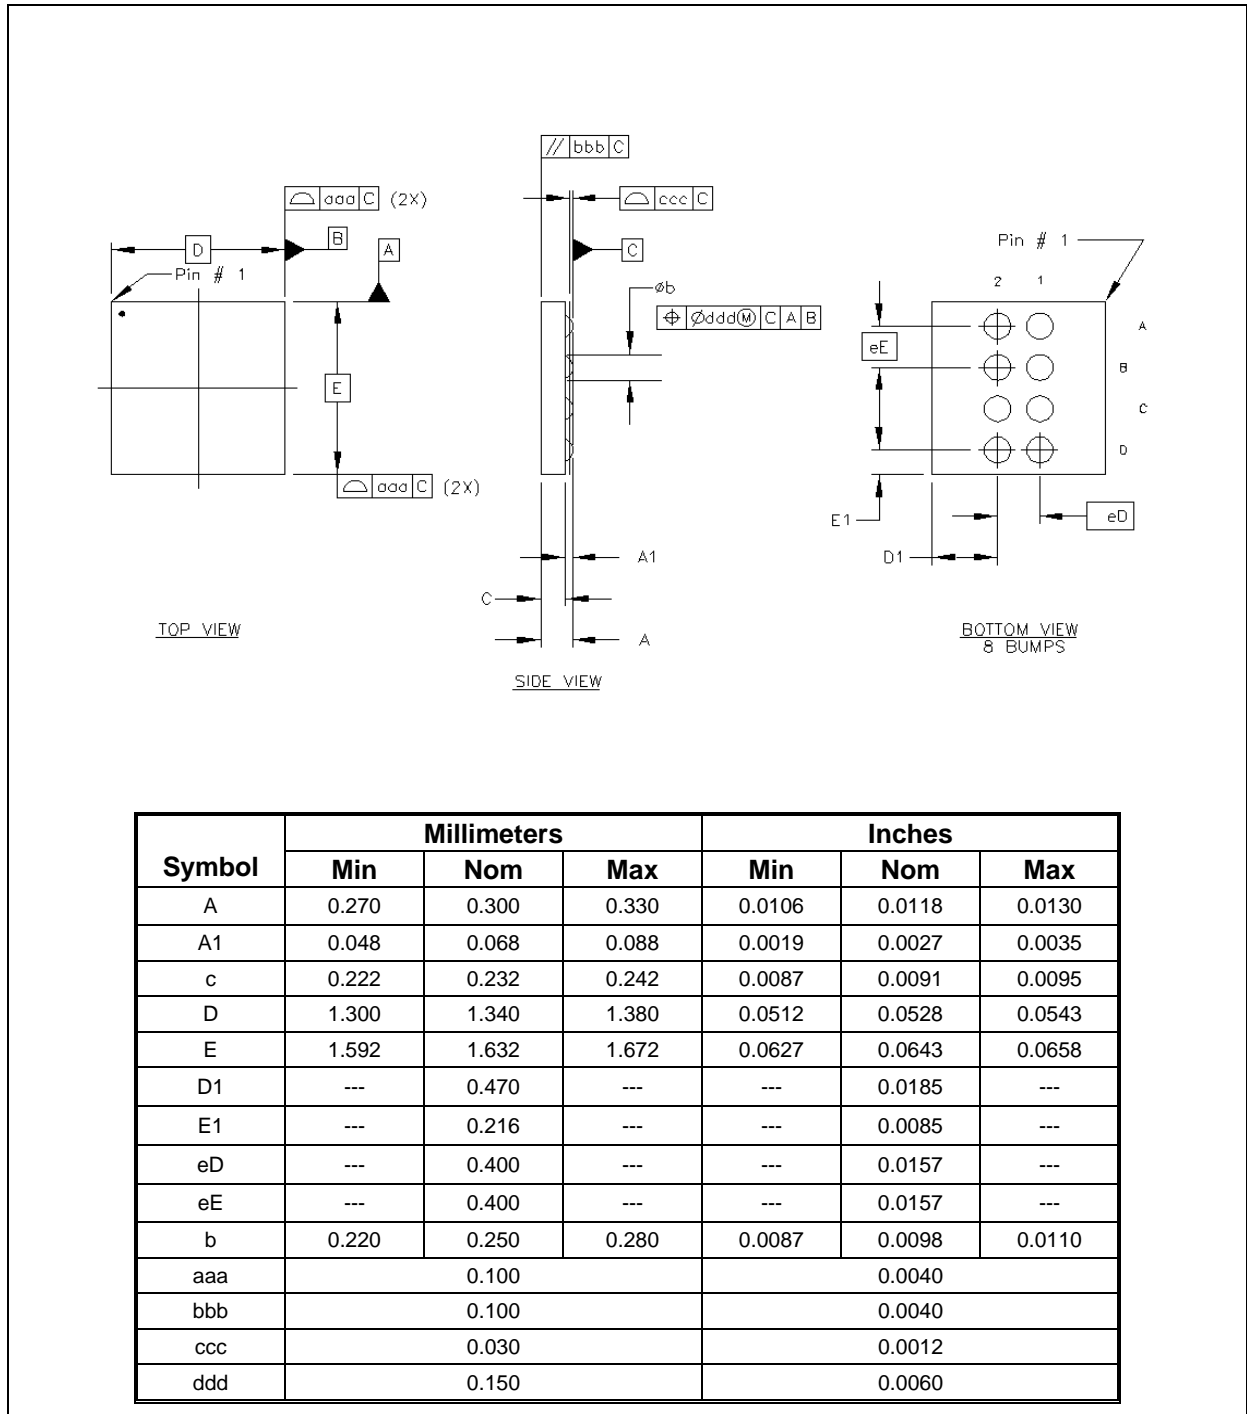 // bbb C
⌓ aaa C (2X)
⌓ ccc C
D
B
A
C
Pin # 1
Pin # 1
⌀b
⌖ ⌀dddⓂ C A B
2 1
A
eE
B
E
C
D
⌓ aaa C (2X)
E1
eD
A1
D1
C
A
TOP VIEW
BOTTOM VIEW
8 BUMPS
SIDE VIEW
Symbol Millimeters Inches
Min Nom Max Min Nom Max
A 0.270 0.300 0.330 0.0106 0.0118 0.0130
A1 0.048 0.068 0.088 0.0019 0.0027 0.0035
c 0.222 0.232 0.242 0.0087 0.0091 0.0095
D 1.300 1.340 1.380 0.0512 0.0528 0.0543
E 1.592 1.632 1.672 0.0627 0.0643 0.0658
D1 --- 0.470 --- --- 0.0185 ---
E1 --- 0.216 --- --- 0.0085 ---
eD --- 0.400 --- --- 0.0157 ---
eE --- 0.400 --- --- 0.0157 ---
b 0.220 0.250 0.280 0.0087 0.0098 0.0110
aaa 0.100 0.0040
bbb 0.100 0.0040
ccc 0.030 0.0012
ddd 0.150 0.0060